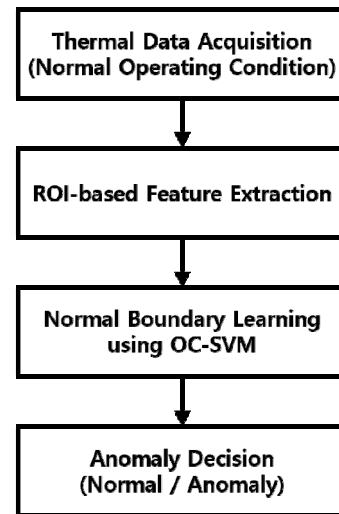 Thermal Data Acquisition
(Normal Operating Condition)
ROI-based Feature Extraction
Normal Boundary Learning
using OC-SVM
Anomaly Decision
(Normal / Anomaly)